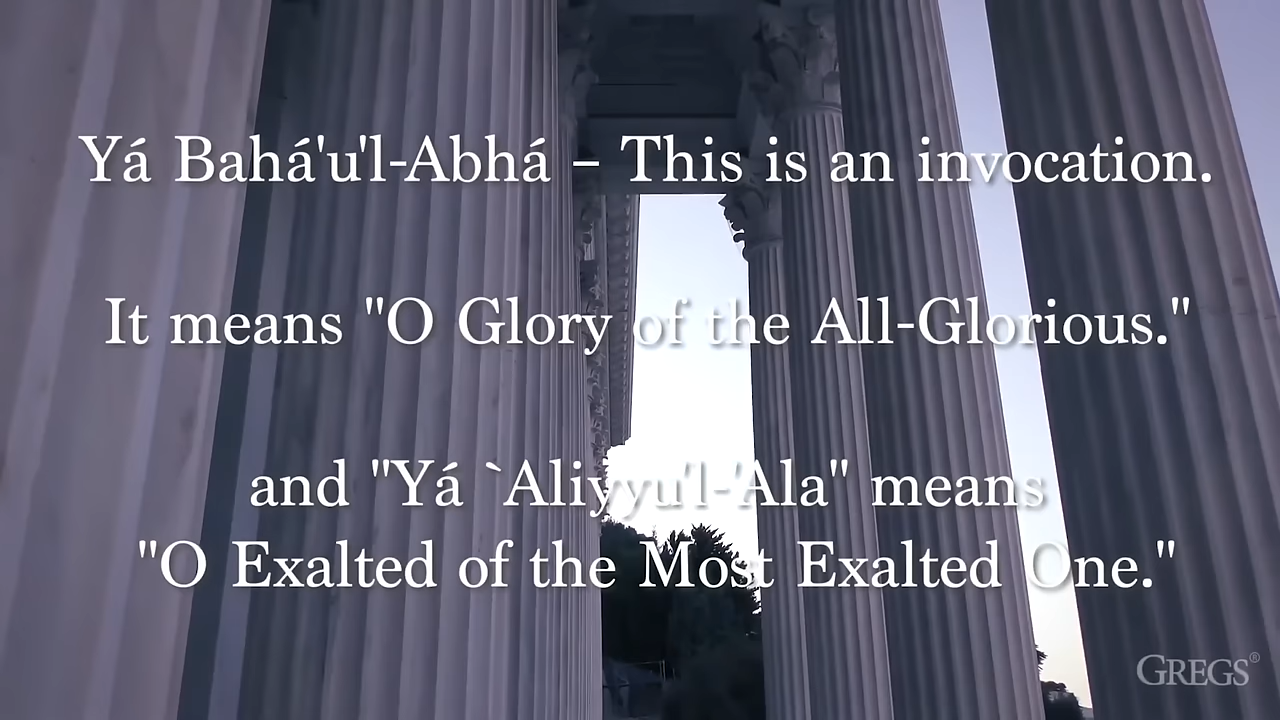 Yá Bahá'u'l-Abhá – This is an invocation.
It means "O Glory of the All-Glorious."
and "Yá `Aliyyu'l-'Ala" means
"O Exalted of the Most Exalted One."
GREGS®